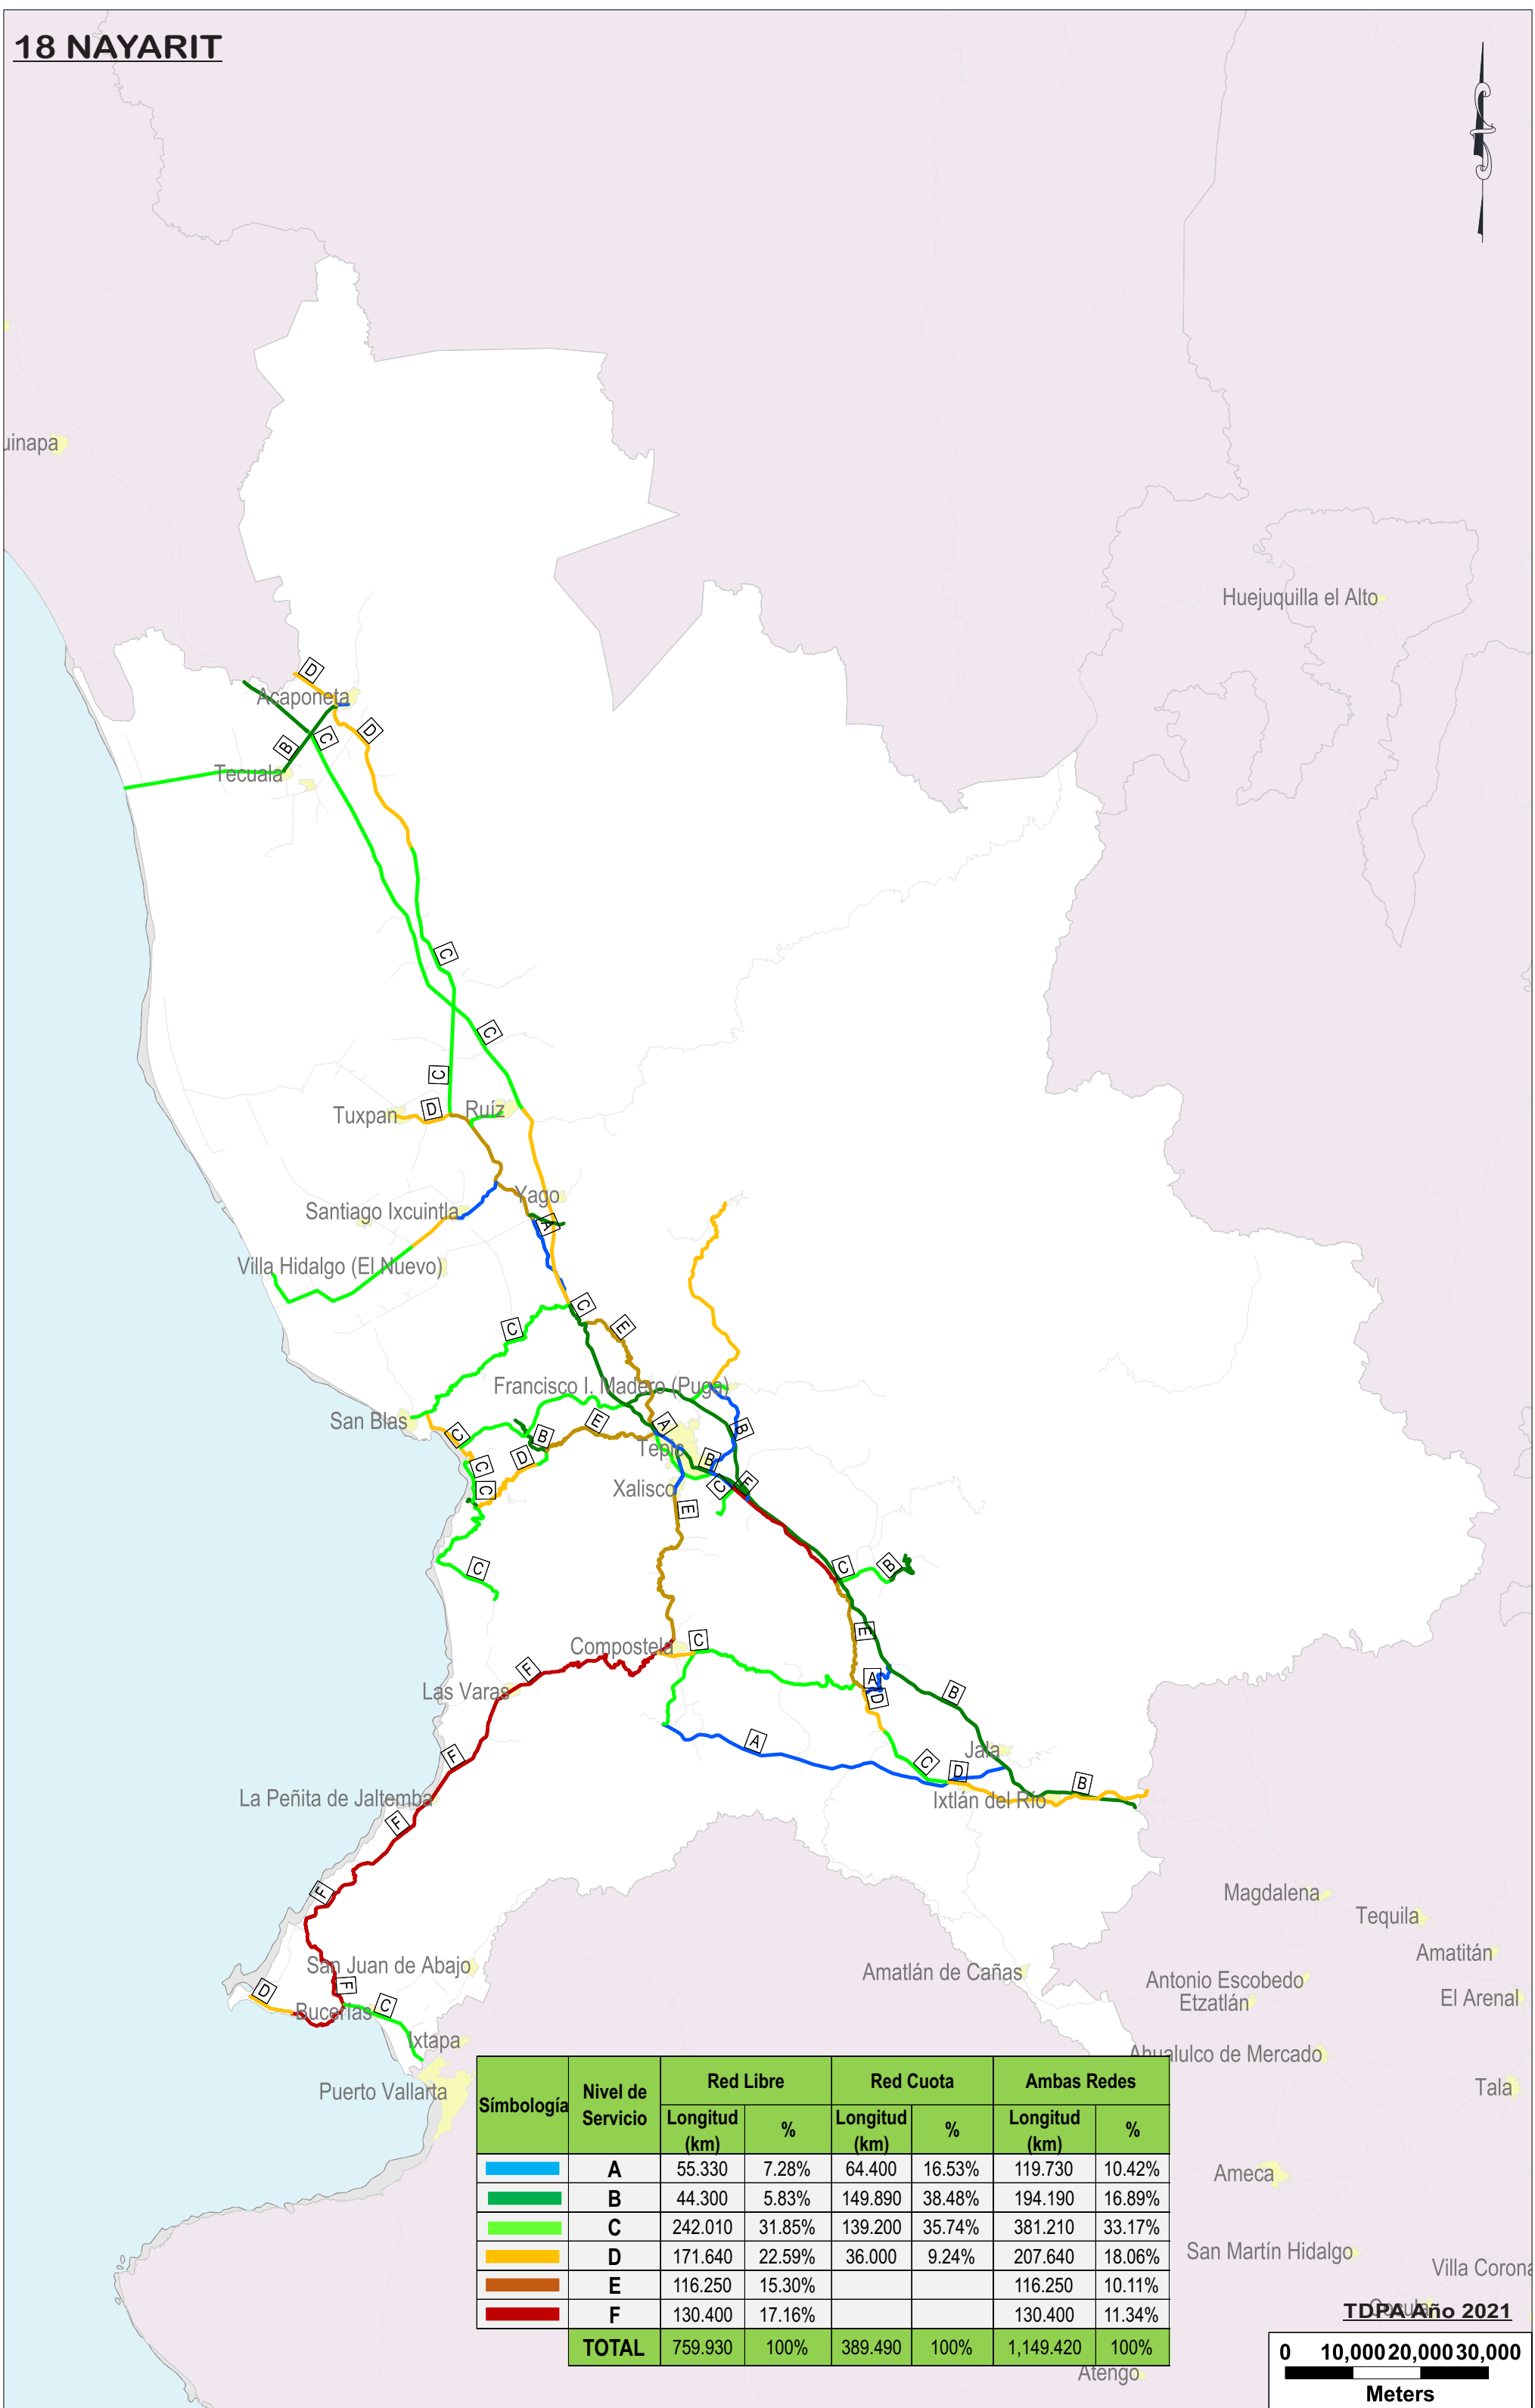 18 NAYARIT
uinapa
Huejuquilla el Alto
D
Acaponeta
D
C
B
Tecuala
C
C
C
D
Ruíz
Tuxpan
Yago
Santiago Ixcuintla
A
Villa Hidalgo (El Nuevo)
C
C
E
Francisco I. Madero (Puga)
San Blas
E
A
B
C
B
Tepic
D
B
C
Xalisco
C
F
C
E
C
C
B
E
Compostela
C
F
A
Las Varas
D
B
F
A
Jala
C
D
B
La Peñita de Jaltemba
Ixtlán del Río
F
F
Magdalena
Tequila
Amatitán
San Juan de Abajo
Amatlán de Cañas
Antonio Escobedo
F
D
El Arenal
Etzatlán
C
Bucerías
Ixtapa
Ahualulco de Mercado
Puerto Vallarta
Tala
Símbología Nivel de Servicio Red Libre Red Cuota Ambas Redes
Longitud (km) % Longitud (km) % Longitud (km) %
A 55.330 7.28% 64.400 16.53% 119.730 10.42%
B 44.300 5.83% 149.890 38.48% 194.190 16.89%
C 242.010 31.85% 139.200 35.74% 381.210 33.17%
D 171.640 22.59% 36.000 9.24% 207.640 18.06%
E 116.250 15.30% 116.250 10.11%
F 130.400 17.16% 130.400 11.34%
TOTAL 759.930 100% 389.490 100% 1,149.420 100%
Ameca
San Martín Hidalgo
Villa Corona
Cocula
TDPA Año 2021
Atengo
0 10,000 20,000 30,000
Meters